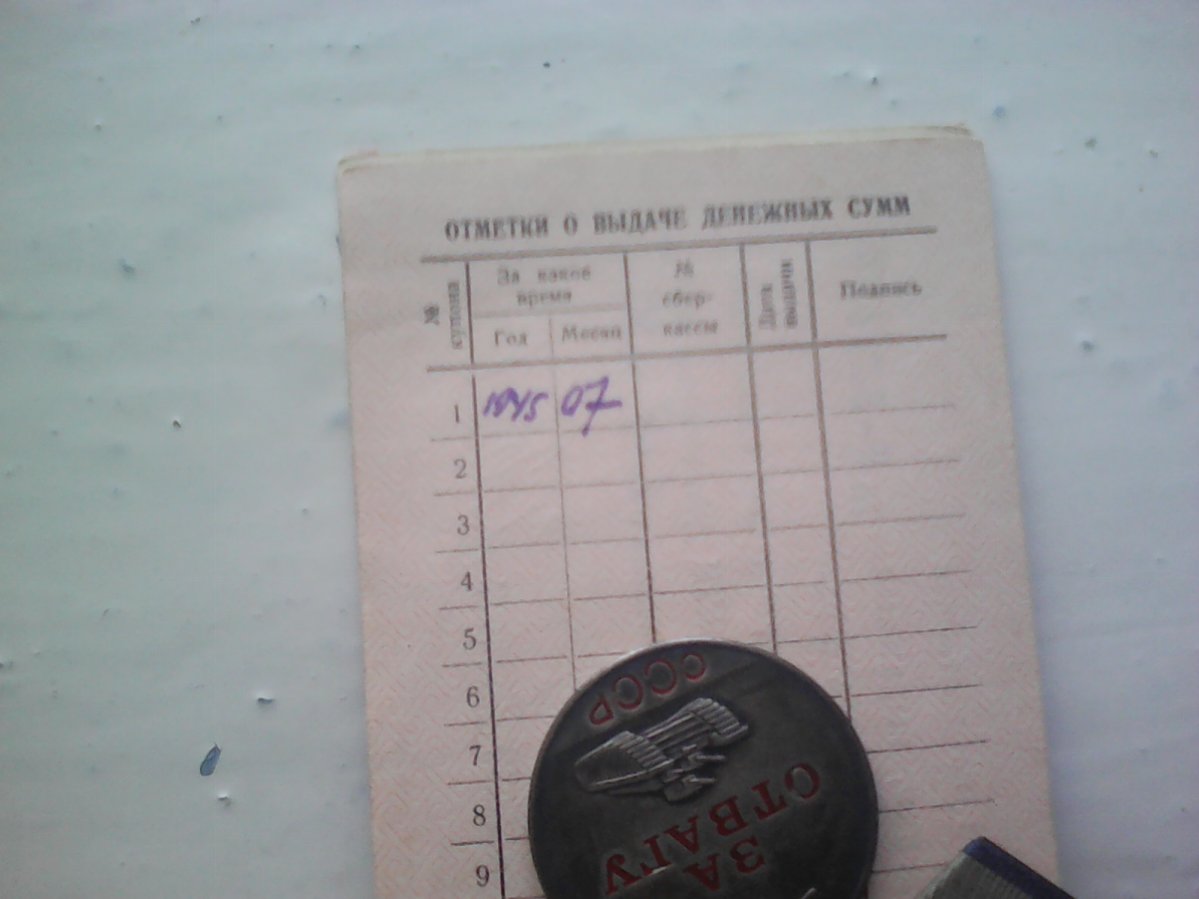 ОТМЕТКИ О ВЫДАЧЕ ДЕНЕЖНЫХ СУММ
№ купона
За какое время
Год
Месяц
№ сбер-
кассы
Дата выдачи
Подпись
1 1945 07
2
3
4
5
6
7
8
9
СССР
ЗА
ОТВАГУ